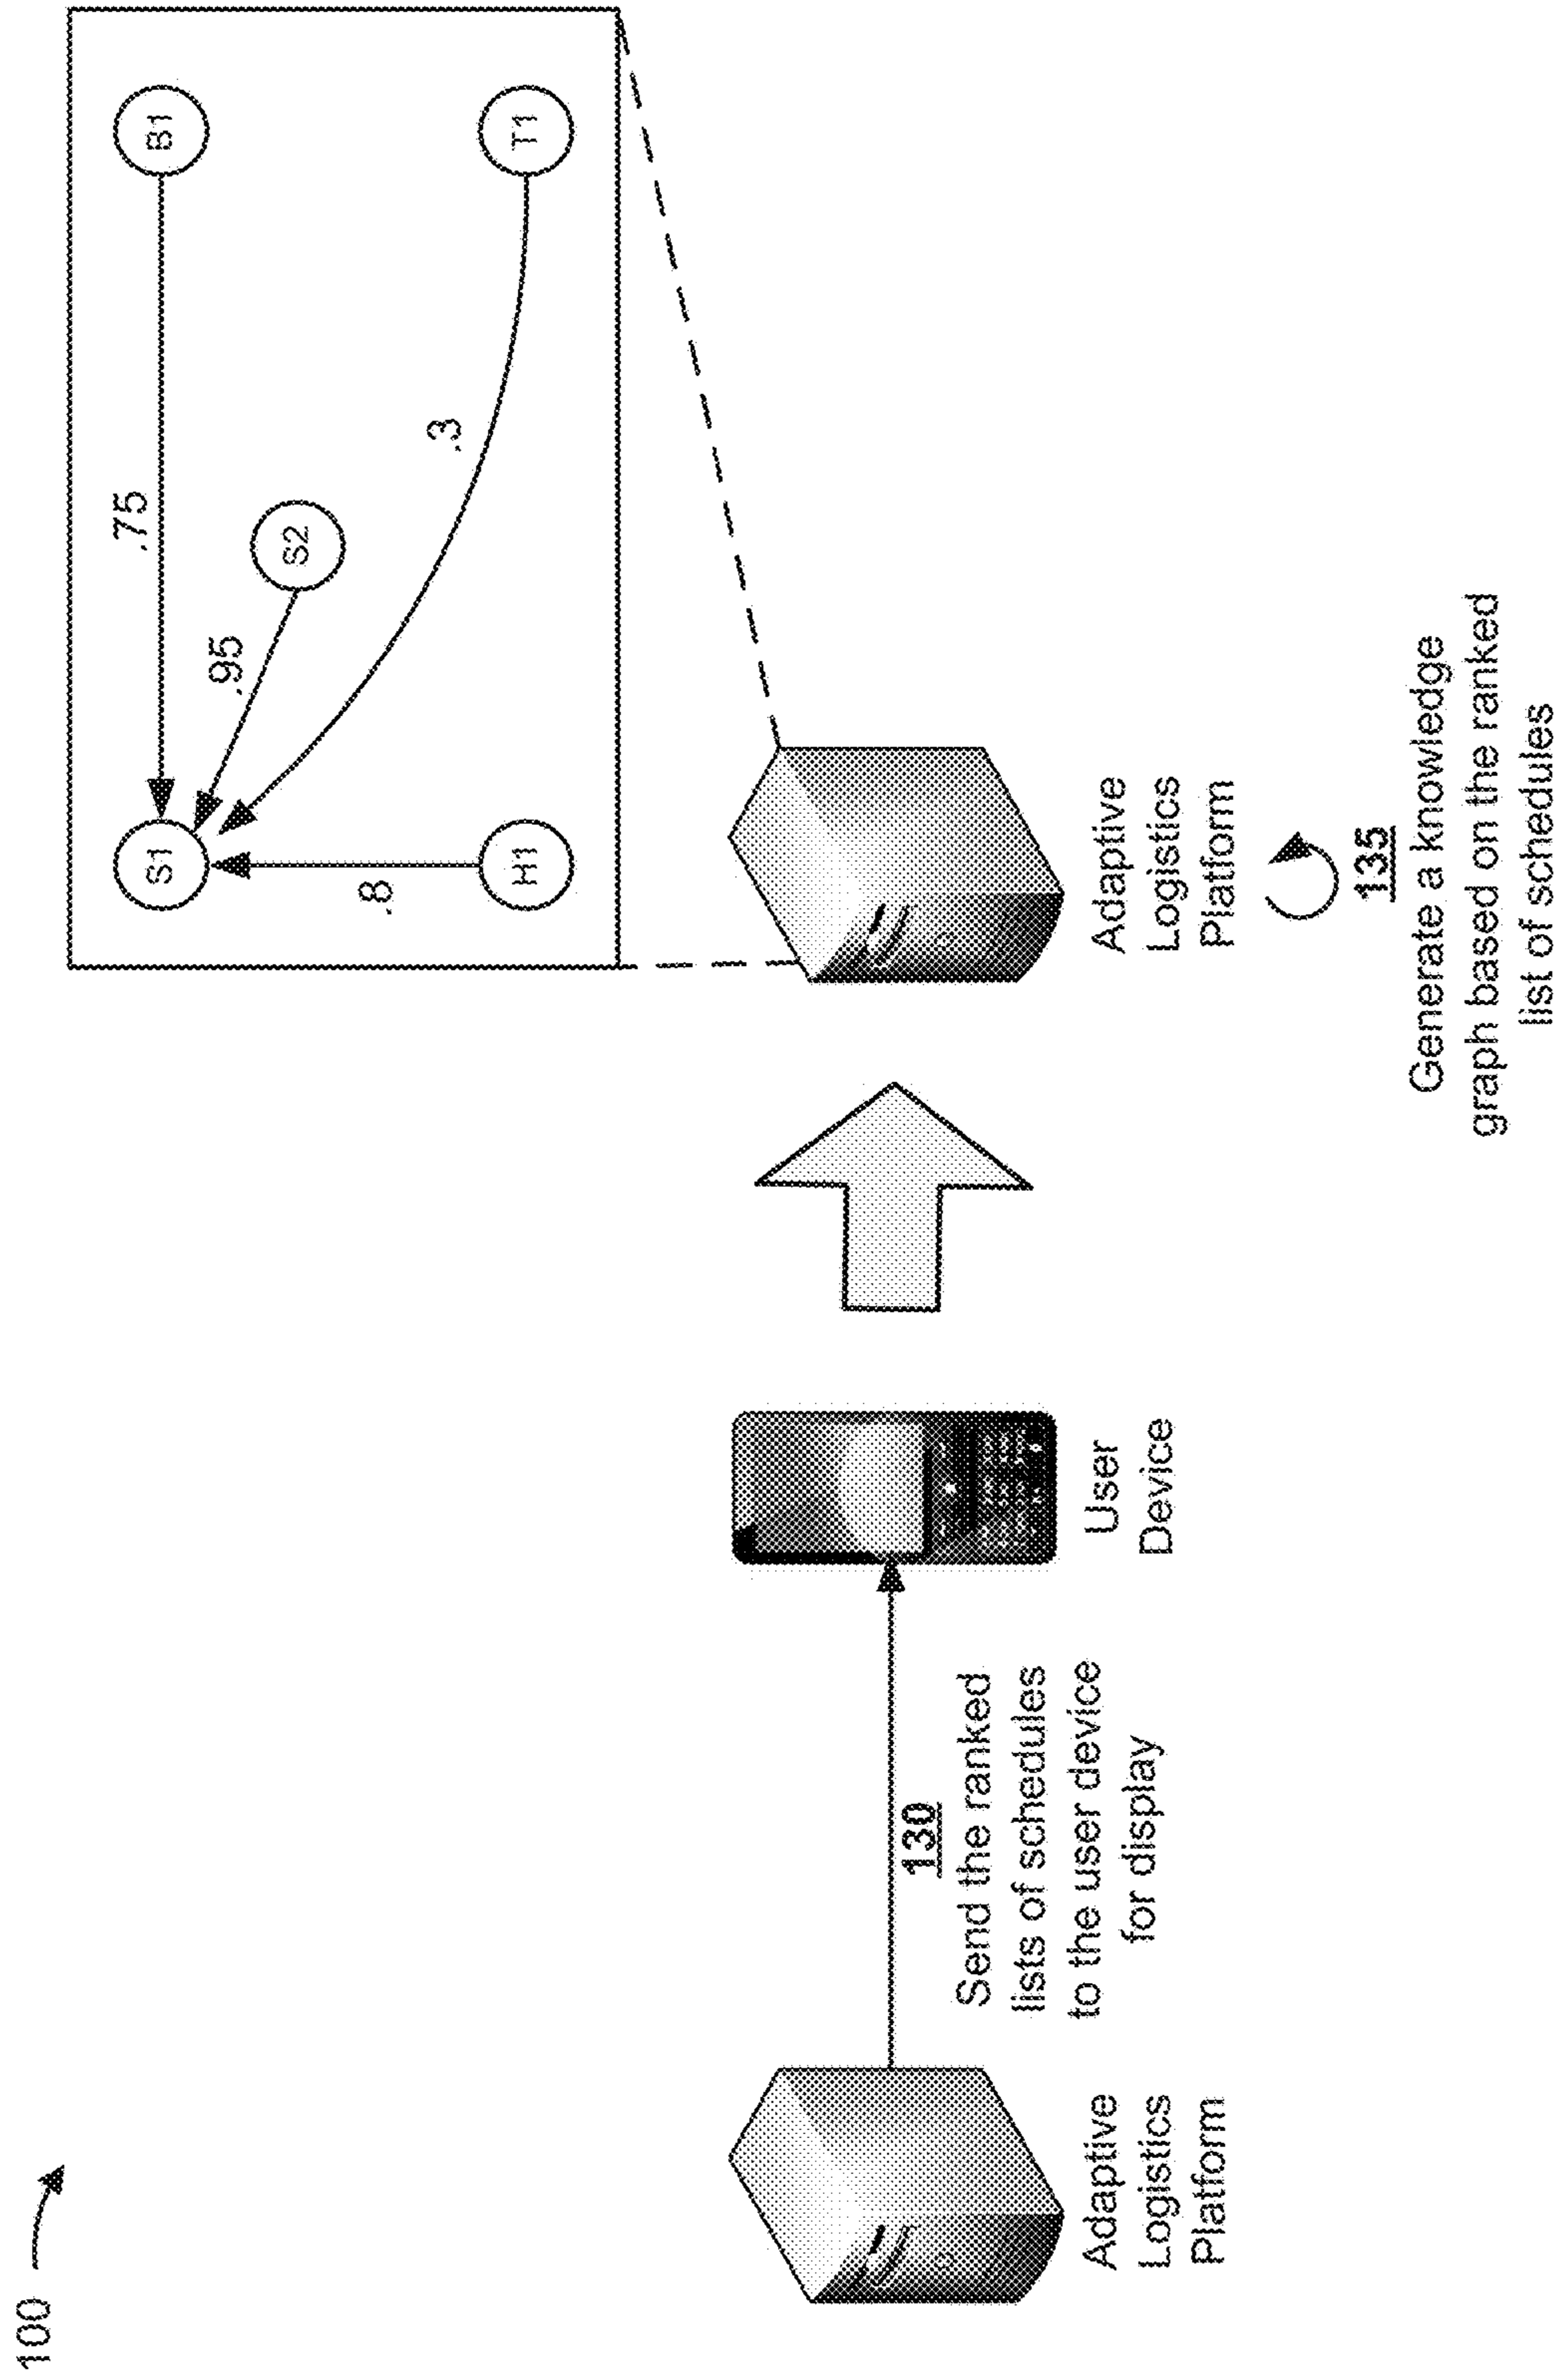 100
S1
B1
S2
H1
T1
.75
.95
.3
.8
Adaptive
Logistics
Platform
130
Send the ranked
lists of schedules
to the user device
for display
User
Device
Adaptive
Logistics
Platform
135
Generate a knowledge
graph based on the ranked
list of schedules